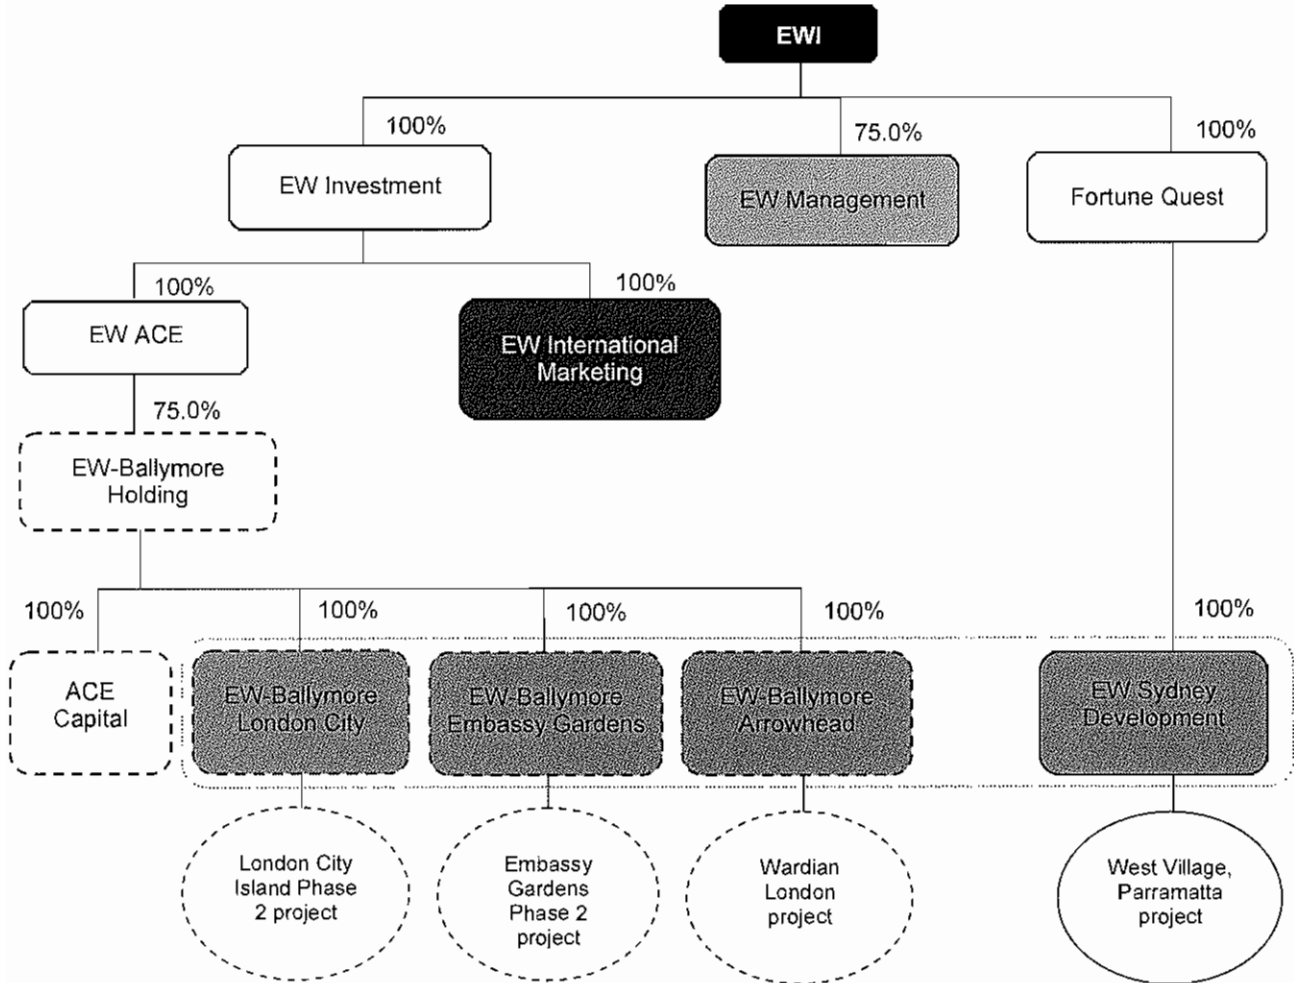 EWI
100%
75.0%
100%
EW Investment
EW Management
Fortune Quest
100%
100%
EW ACE
EW International
Marketing
75.0%
EW-Ballymore
Holding
100%
100%
100%
100%
100%
ACE
Capital
EW-Ballymore
London City
EW-Ballymore
Embassy Gardens
EW-Ballymore
Arrowhead
EW Sydney
Development
London City
Island Phase
2 project
Embassy
Gardens
Phase 2
project
Wardian
London
project
West Village,
Parramatta
project